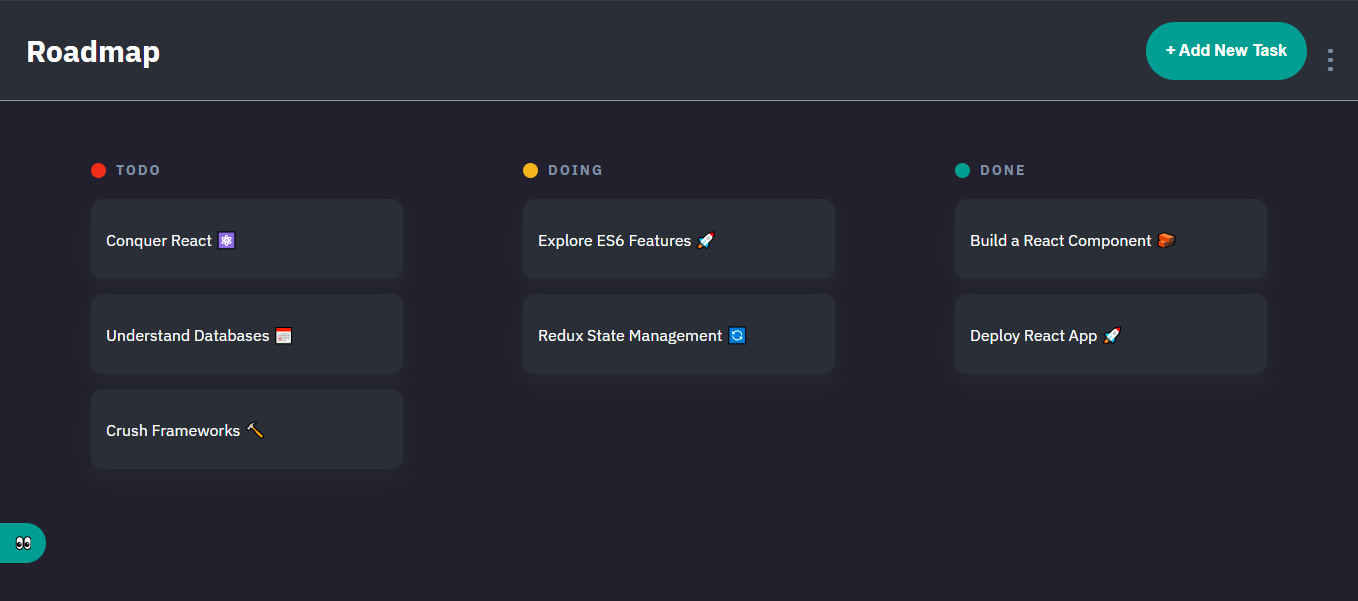 Roadmap
+ Add New Task
TODO
Conquer React ⚛️
Understand Databases 📅
Crush Frameworks 🔨
DOING
Explore ES6 Features 🚀
Redux State Management 🔄
DONE
Build a React Component 🧱
Deploy React App 🚀
👀